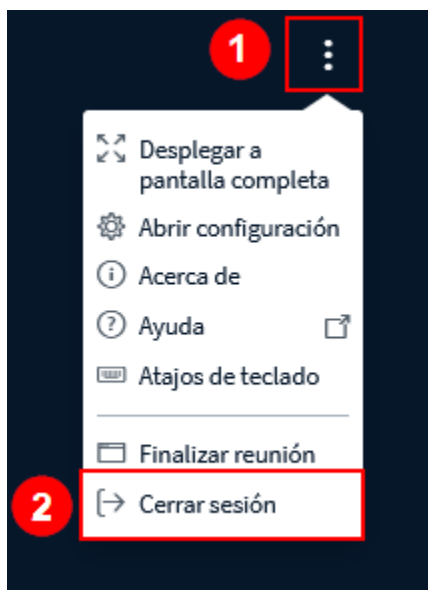 1
Desplegar a
pantalla completa
Abrir configuración
Acerca de
Ayuda
Atajos de teclado
Finalizar reunión
2
Cerrar sesión